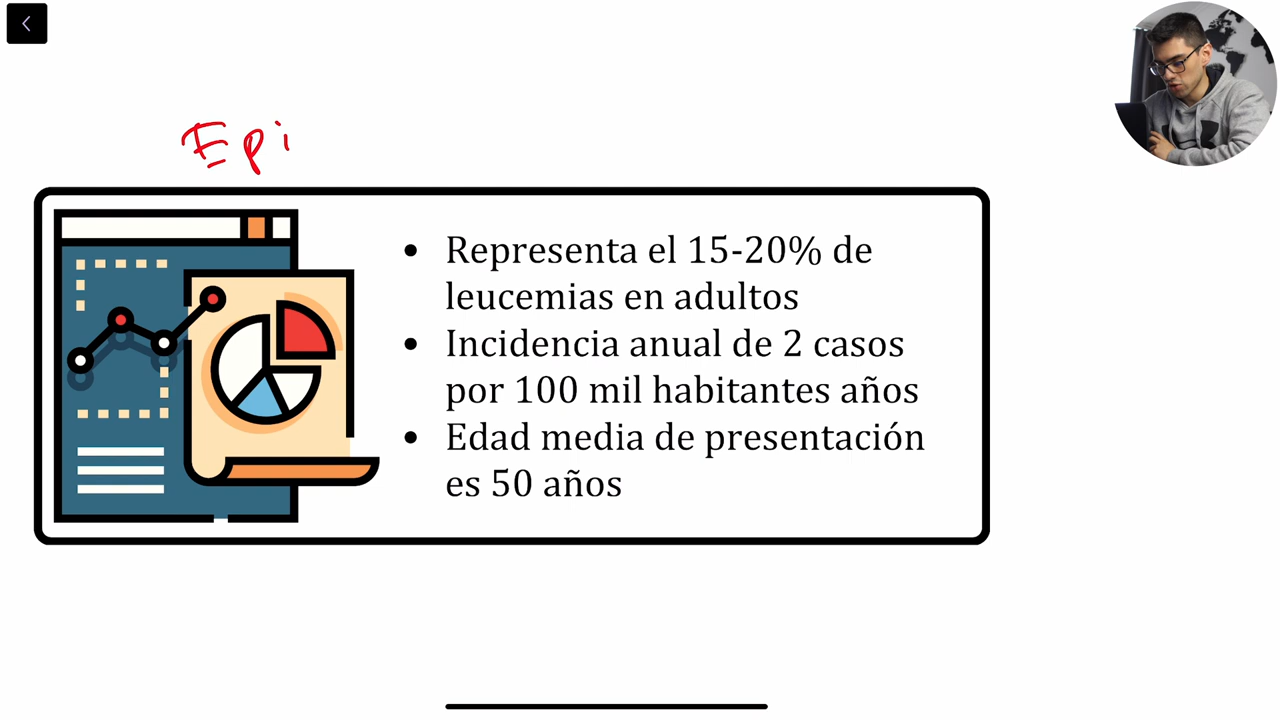 Epi
• Representa el 15-20% de
leucemias en adultos
• Incidencia anual de 2 casos
por 100 mil habitantes años
• Edad media de presentación
es 50 años